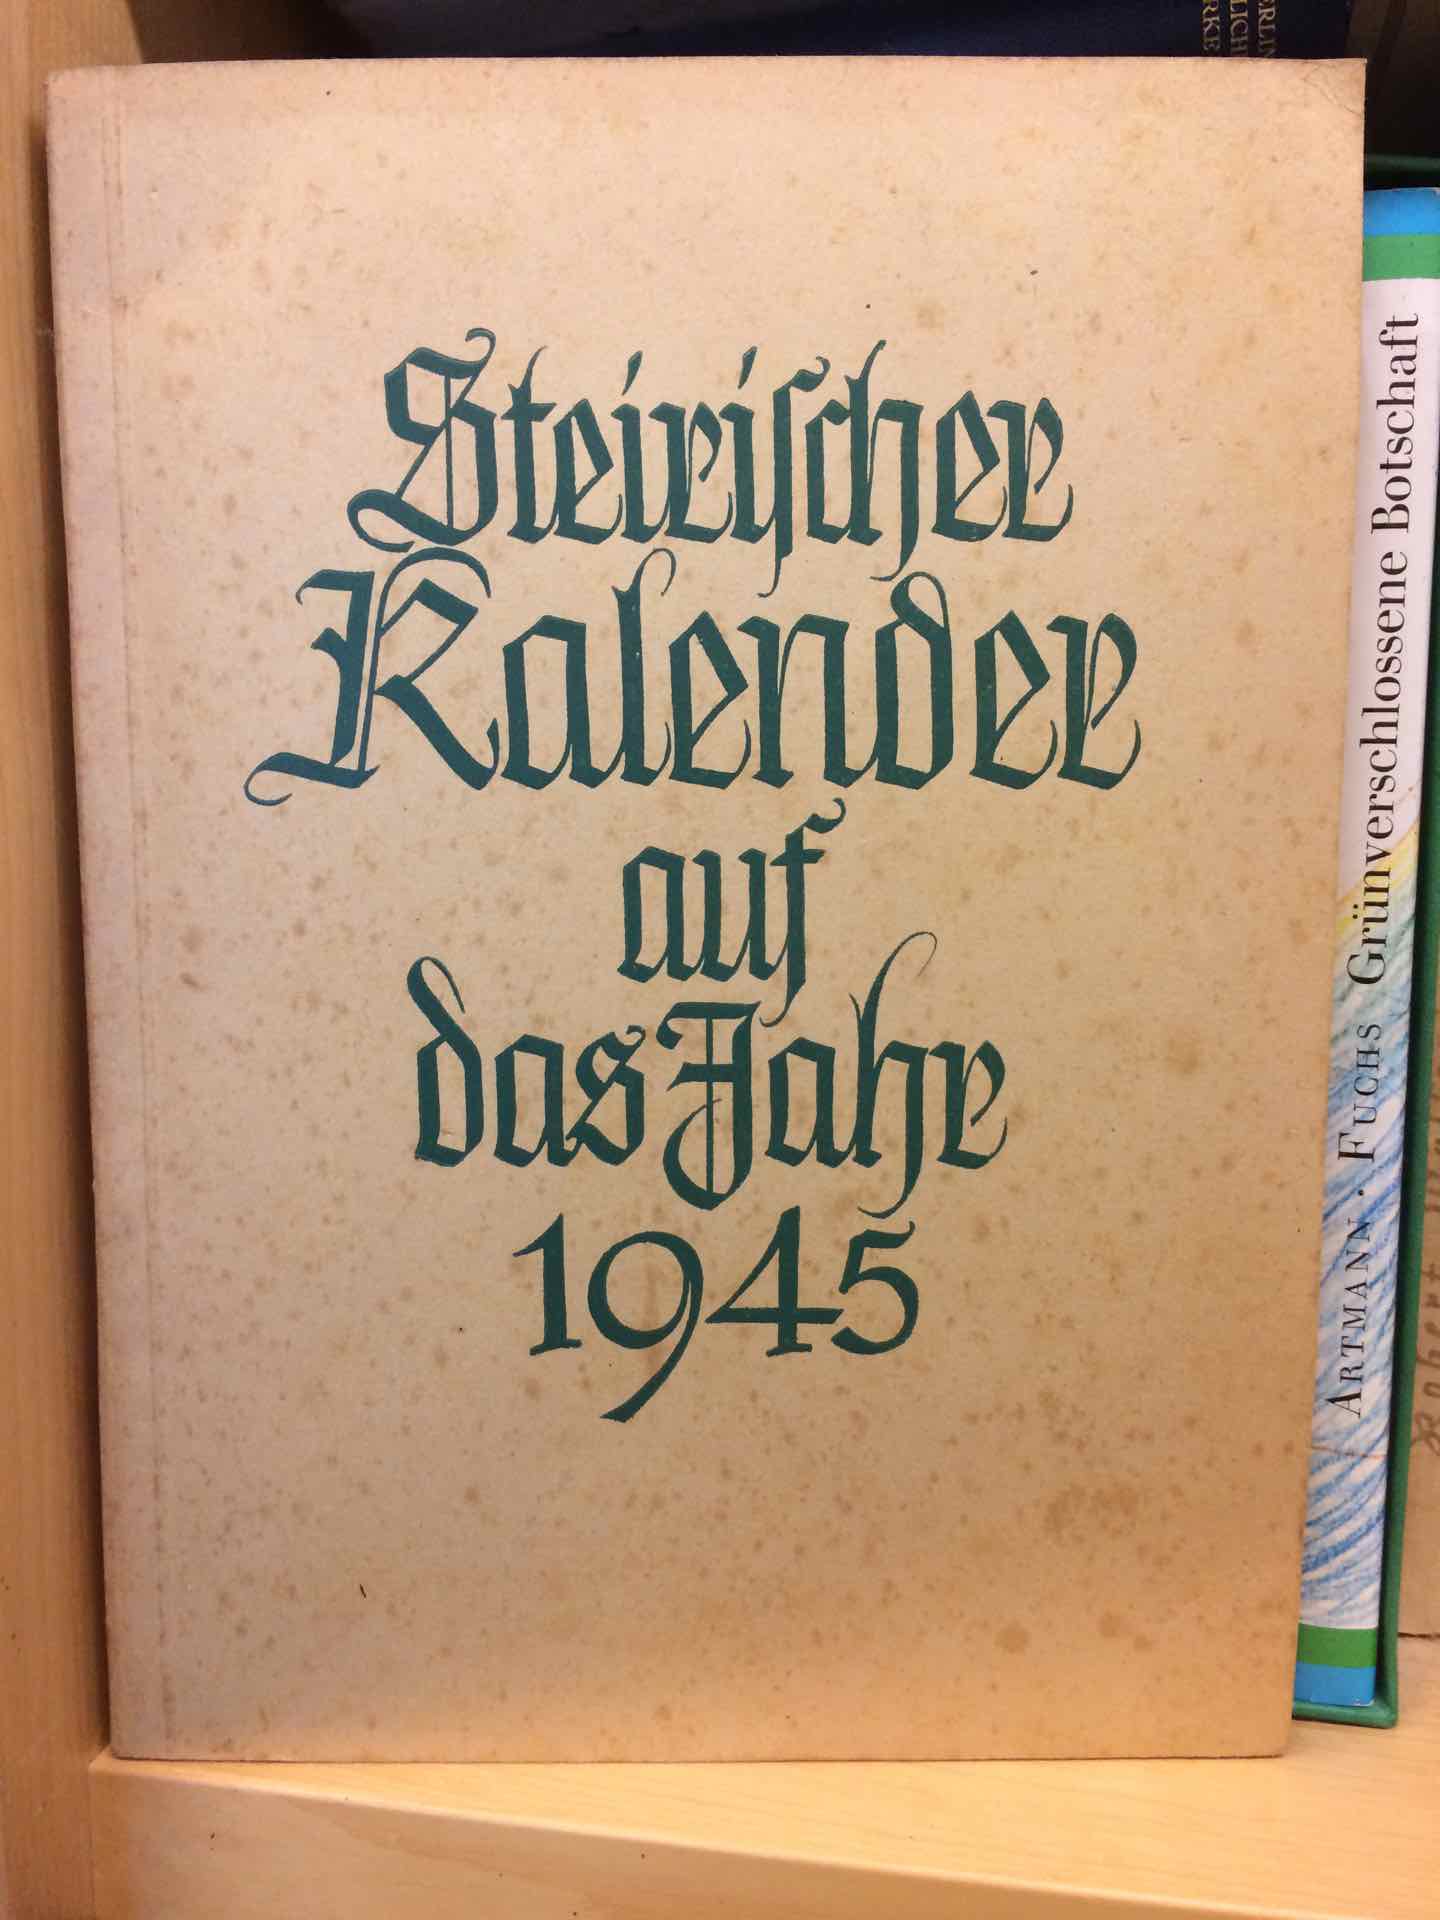 Steiriſcher
Kalender
auf
das Jahr
1945
ARTMANN · FUCHS Grünverschlossene Botschaft